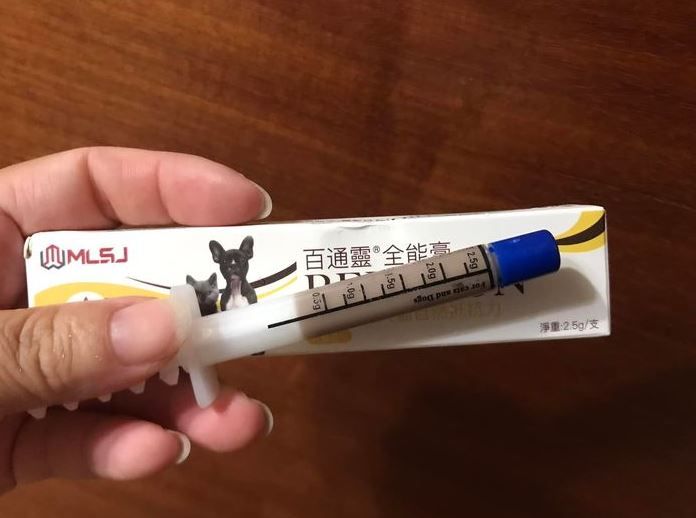 MLSJ
百通靈® 全能膏
0.5g 1.0g 1.5g 2.0g 2.5g
For cats and Dogs
淨重:2.5g/支